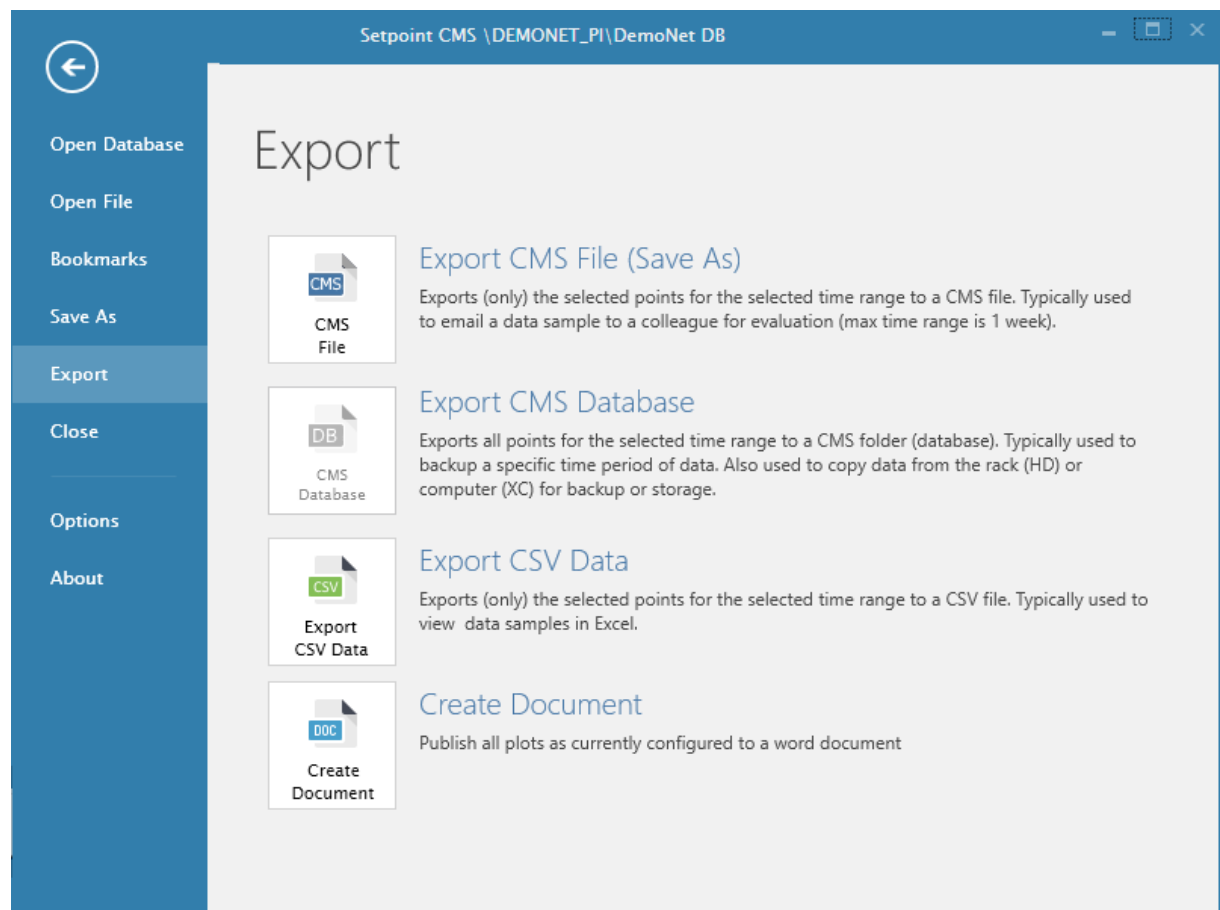 Setpoint CMS \DEMONET_PI\DemoNet DB
Open Database
Open File
Bookmarks
Save As
Export
Close
Options
About
Export
CMS
CMS
File
Export CMS File (Save As)
Exports (only) the selected points for the selected time range to a CMS file. Typically used
to email a data sample to a colleague for evaluation (max time range is 1 week).
DB
CMS
Database
Export CMS Database
Exports all points for the selected time range to a CMS folder (database). Typically used to
backup a specific time period of data. Also used to copy data from the rack (HD) or
computer (XC) for backup or storage.
CSV
Export
CSV Data
Export CSV Data
Exports (only) the selected points for the selected time range to a CSV file. Typically used to
view  data samples in Excel.
DOC
Create
Document
Create Document
Publish all plots as currently configured to a word document